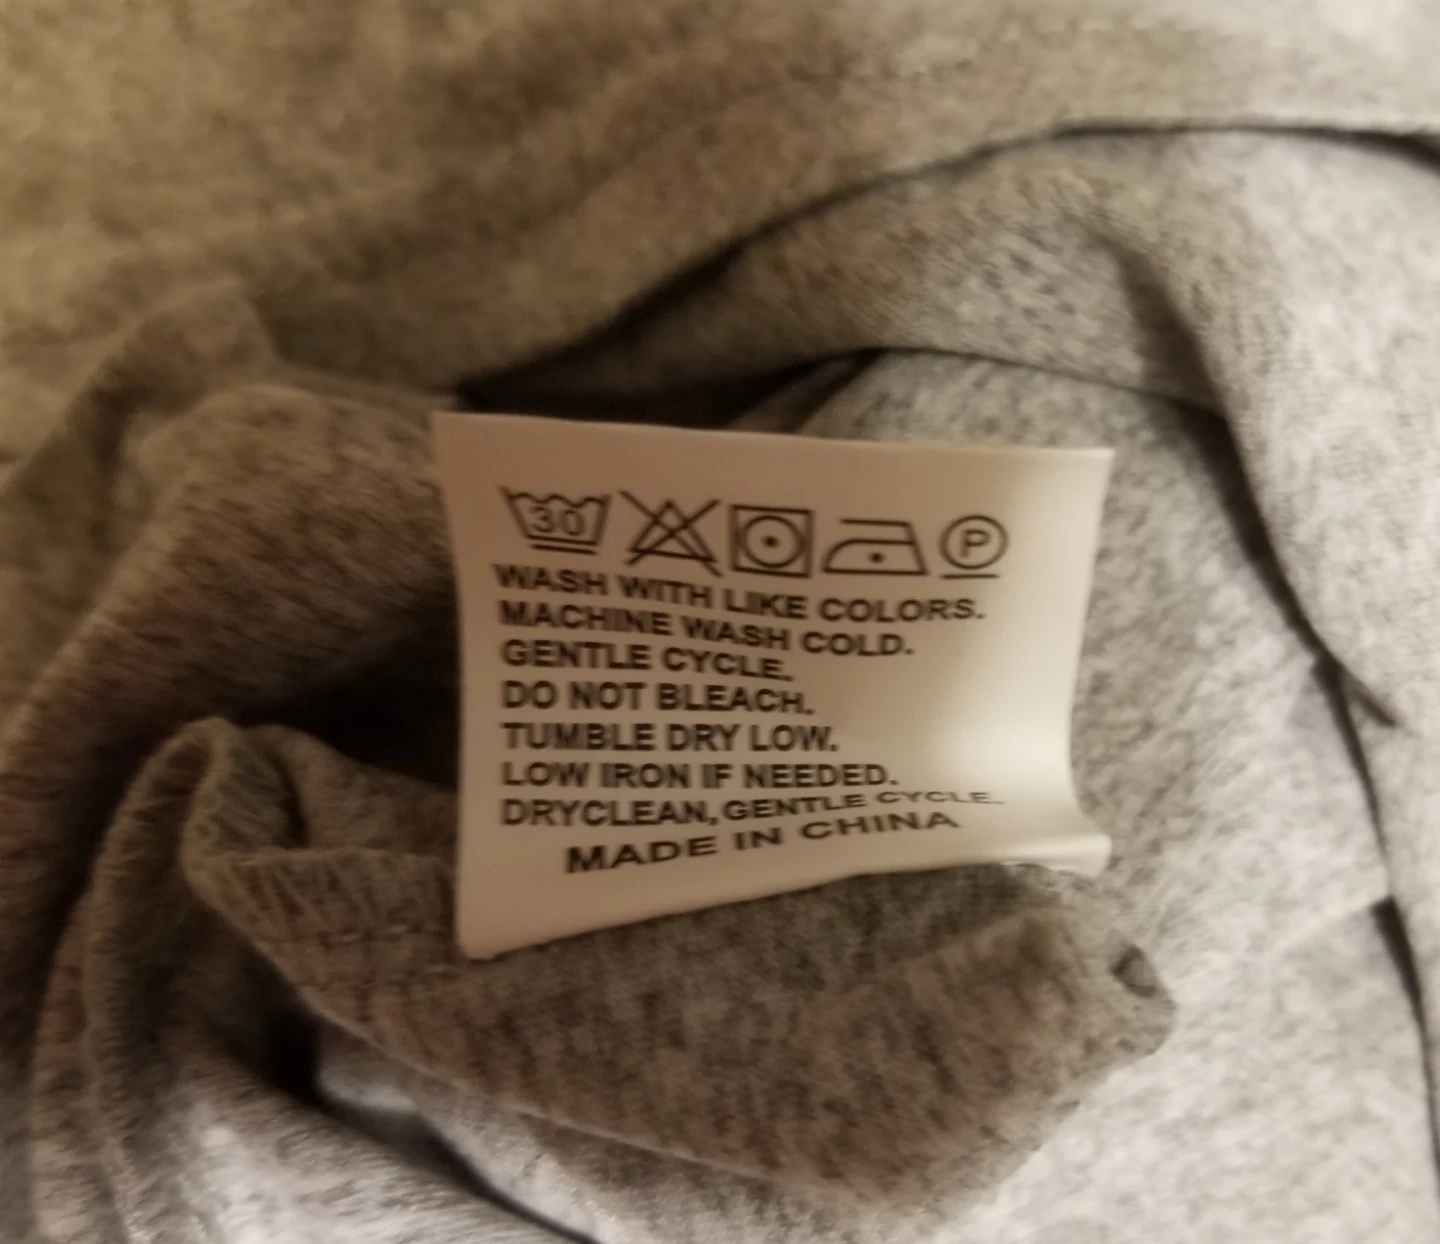 30 P
WASH WITH LIKE COLORS.
MACHINE WASH COLD.
GENTLE CYCLE.
DO NOT BLEACH.
TUMBLE DRY LOW.
LOW IRON IF NEEDED.
DRYCLEAN, GENTLE CYCLE.
MADE IN CHINA